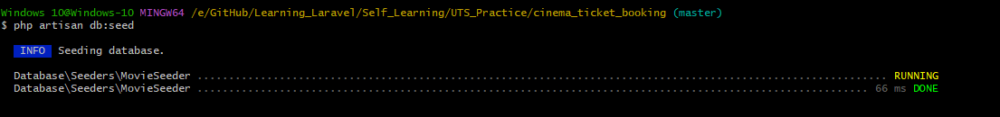 Windows 10@Windows-10 MINGW64 /e/GitHub/Learning_Laravel/Self_Learning/UTS_Practice/cinema_ticket_booking (master)
$ php artisan db:seed
INFO Seeding database.
Database\Seeders\MovieSeeder ............................................................................................................. RUNNING
Database\Seeders\MovieSeeder .......................................................................................................... 66 ms DONE